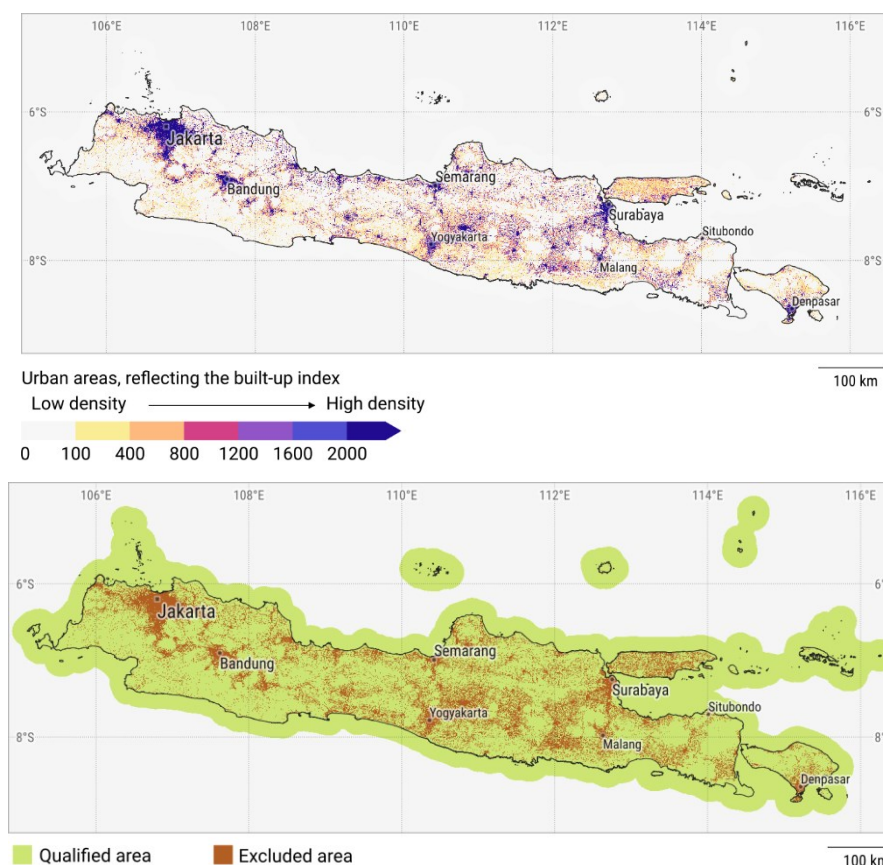 106°E 108°E 110°E 112°E 114°E 116°E
6°S
Jakarta
Bandung
Semarang
Surabaya
Yogyakarta
Situbondo
8°S
Malang
Denpasar
100 km
Urban areas, reflecting the built-up index
Low density High density
0 100 400 800 1200 1600 2000
106°E 108°E 110°E 112°E 114°E 116°E
6°S
Jakarta
Semarang
Bandung
Surabaya
Yogyakarta
Situbondo
8°S
Malang
Denpasar
Qualified area Excluded area
100 km